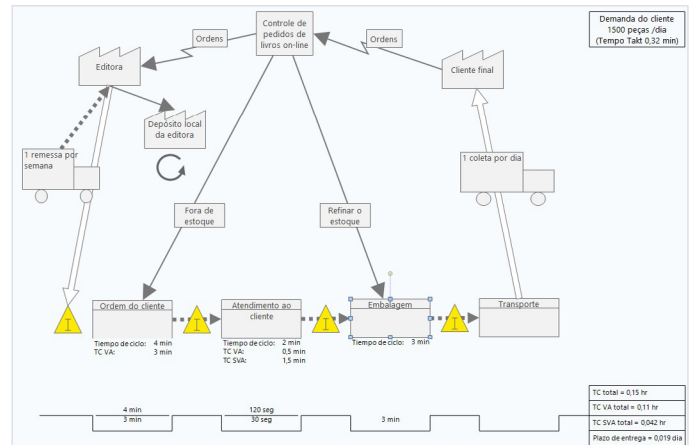 Controle de
pedidos de
livros on-line
Demanda do cliente
1500 peças /dia
(Tempo Takt 0,32 min)
Ordens
Ordens
Editora
Cliente final
Depósito local
da editora
1 remessa por
semana
1 coleta por dia
Fora de
estoque
Refinar o
estoque
Ordem do cliente
Atendimento ao
cliente
Embalagem
Transporte
I
I
I
I
Tiempo de ciclo: 4 min
TC VA: 3 min
Tiempo de ciclo: 2 min
TC VA: 0,5 min
TC SVA: 1,5 min
Tiempo de ciclo: 3 min
4 min
3 min
120 seg
30 seg
3 min
TC total = 0,15 hr
TC VA total = 0,11 hr
TC SVA total = 0,042 hr
Plazo de entrega = 0,019 dia